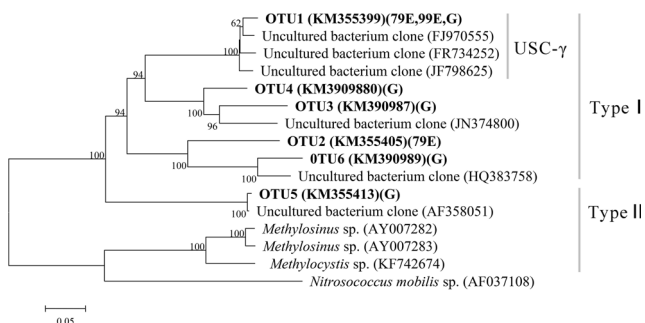 62
OTU1 (KM355399)(79E,99E,G)
Uncultured bacterium clone (FJ970555)
100
Uncultured bacterium clone (FR734252)
USC-γ
Uncultured bacterium clone (JF798625)
94
OTU4 (KM3909880)(G)
OTU3 (KM390987)(G)
Type I
94
100
96
Uncultured bacterium clone (JN374800)
OTU2 (KM355405)(79E)
100
100
0TU6 (KM390989)(G)
100
Uncultured bacterium clone (HQ383758)
OTU5 (KM355413)(G)
100
Uncultured bacterium clone (AF358051)
Type II
100
Methylosinus sp. (AY007282)
100
Methylosinus sp. (AY007283)
Methylocystis sp. (KF742674)
Nitrosococcus mobilis sp. (AF037108)
0.05